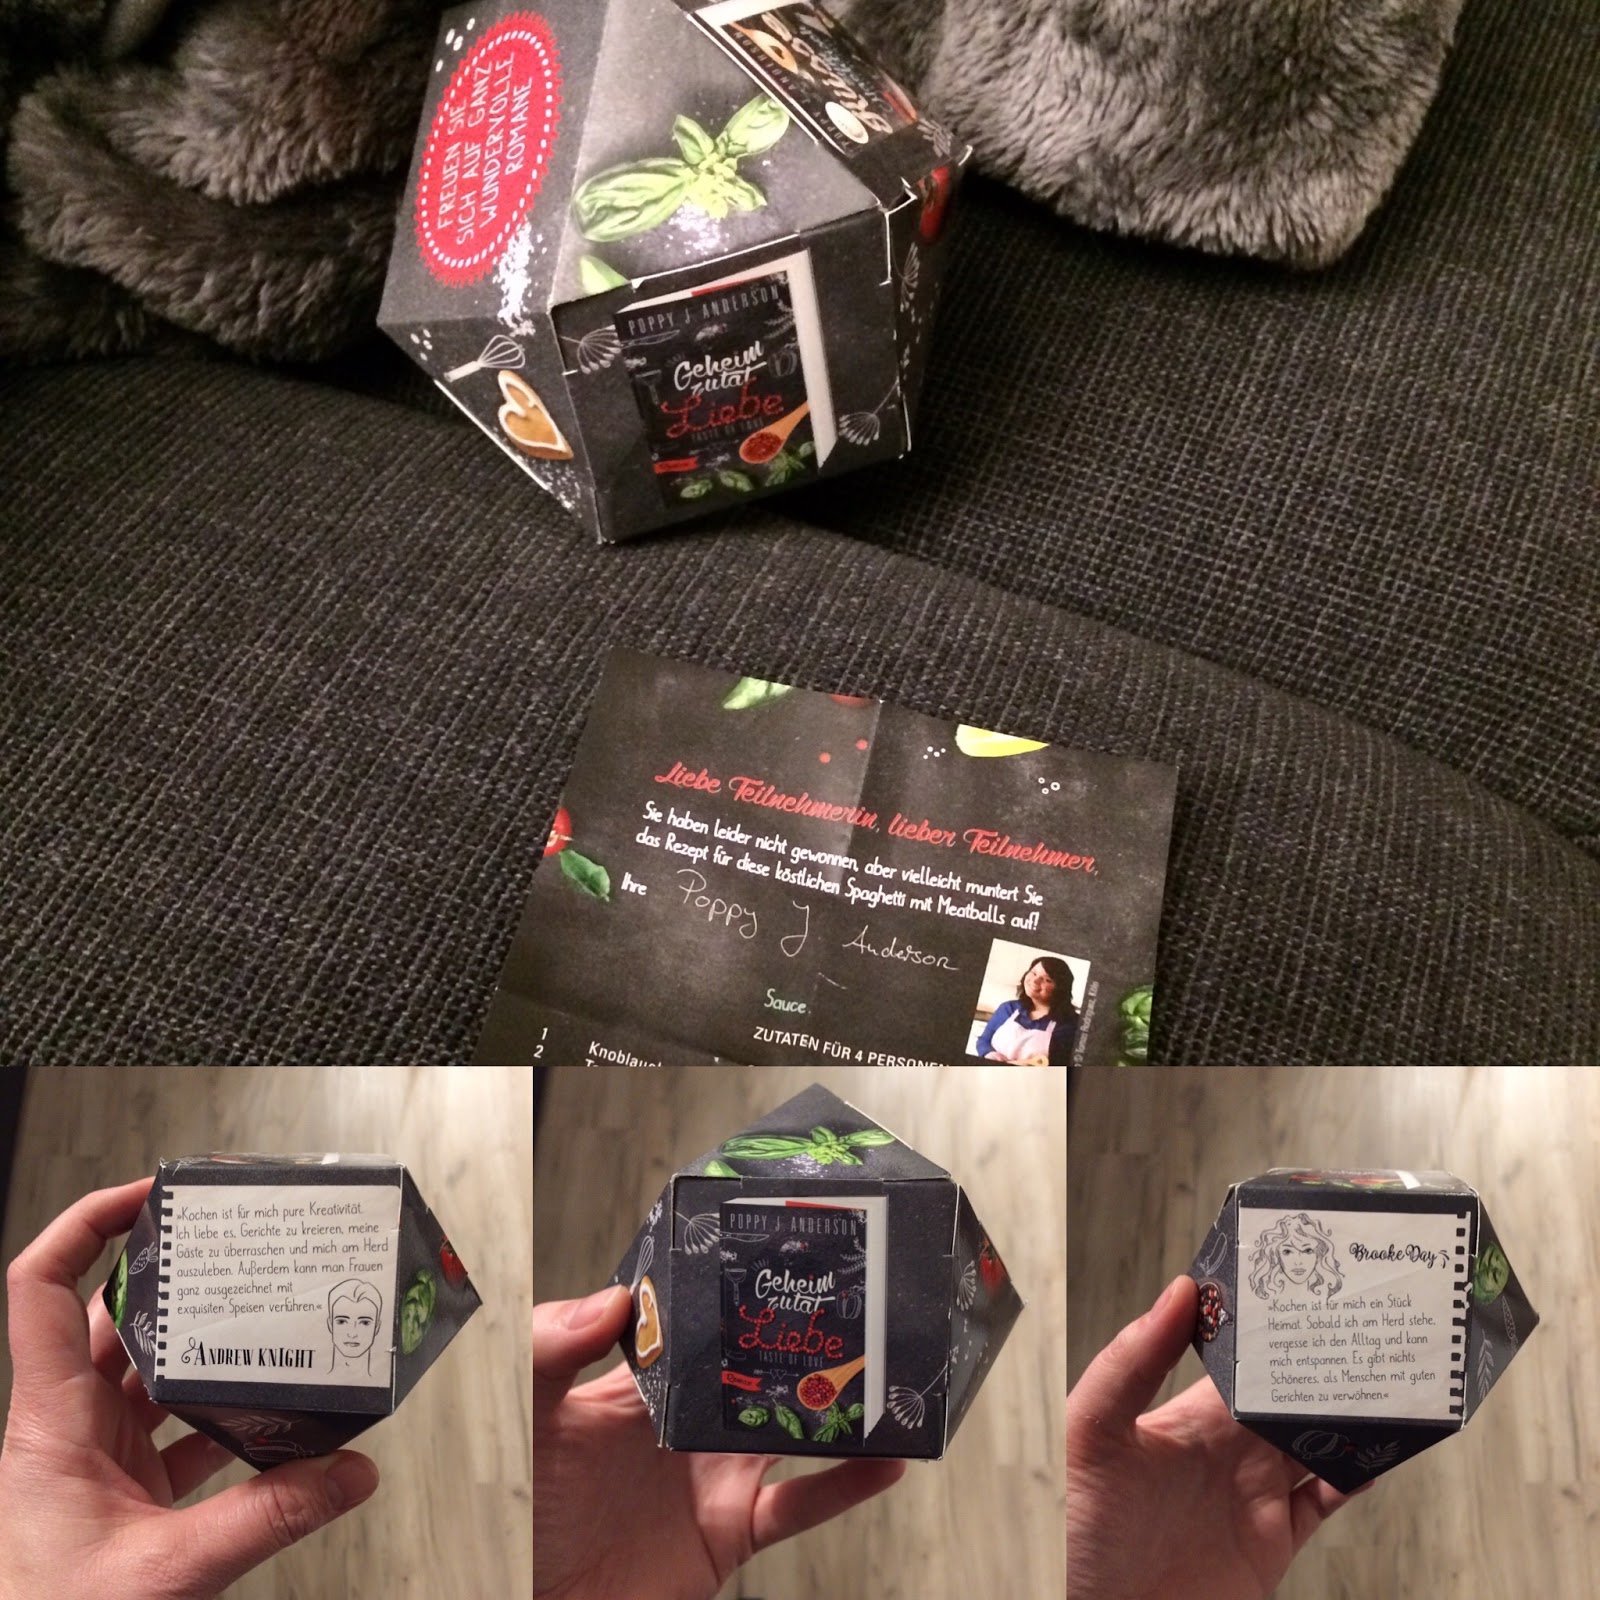 FREUEN SIE
SICH AUF GANZ
WUNDERVOLLE
ROMANE
POPPY J. ANDERSON
Geheim
zutat
Liebe
TASTE OF LOVE
Roman
Liebe Teilnehmerin, lieber Teilnehmer,
Sie haben leider nicht gewonnen, aber vielleicht muntert Sie
das Rezept für diese köstlichen Spaghetti mit Meatballs auf!
Ihre Poppy J. Anderson
Sauce
ZUTATEN FÜR 4 PERSONEN
1
2
»Kochen ist für mich pure Kreativität.
Ich liebe es, Gerichte zu kreieren, meine
Gäste zu überraschen und mich am Herd
auszuleben. Außerdem kann man Frauen
ganz ausgezeichnet mit
exquisiten Speisen verführen.«
ANDREW KNIGHT
POPPY J. ANDERSON
Geheim
zutat
Liebe
TASTE OF LOVE
Roman
Brooke Day
»Kochen ist für mich ein Stück
Heimat. Sobald ich am Herd stehe,
vergesse ich den Alltag und kann
mich entspannen. Es gibt nichts
Schöneres, als Menschen mit guten
Gerichten zu verwöhnen.«